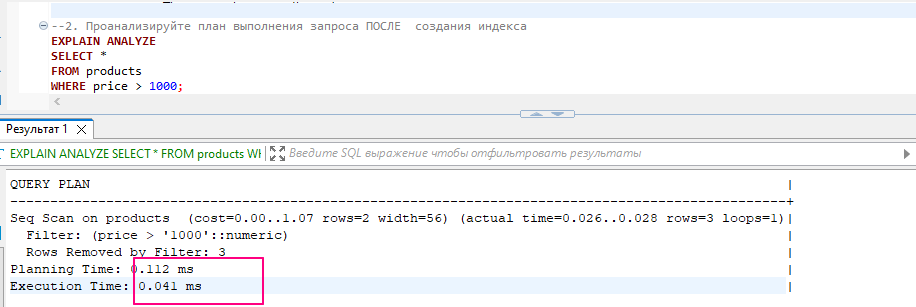 --2. Проанализируйте план выполнения запроса ПОСЛЕ  создания индекса
EXPLAIN ANALYZE
SELECT *
FROM products
WHERE price > 1000;
Результат 1
EXPLAIN ANALYZE SELECT * FROM products Wh
Введите SQL выражение чтобы отфильтровать результаты
QUERY PLAN |
--------------------------------------------------------------------------------------------------+
Seq Scan on products  (cost=0.00..1.07 rows=2 width=56) (actual time=0.026..0.028 rows=3 loops=1)|
  Filter: (price > '1000'::numeric) |
  Rows Removed by Filter: 3 |
Planning Time: 0.112 ms |
Execution Time: 0.041 ms |